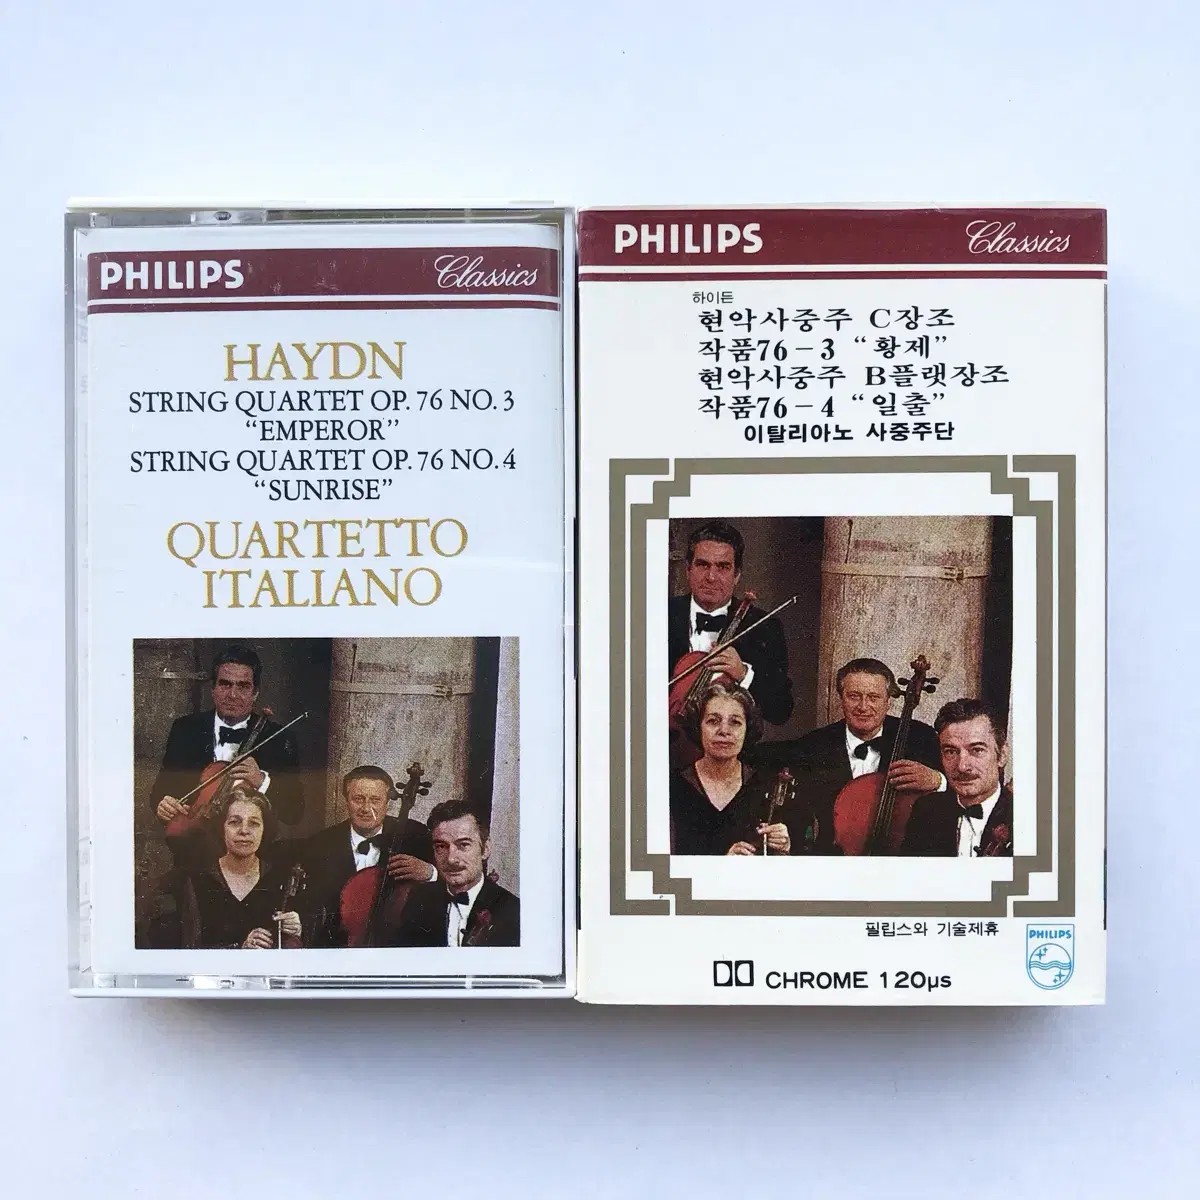 PHILIPS Classics
HAYDN
STRING QUARTET OP. 76 NO. 3
“EMPEROR”
STRING QUARTET OP. 76 NO. 4
“SUNRISE”
QUARTETTO
ITALIANO
PHILIPS Classics
하이든
현악사중주 C장조
작품76－3 “황제”
현악사중주 B플랫장조
작품76－4 “일출”
이탈리아노 사중주단
필립스와 기술제휴
PHILIPS
CHROME 120μs